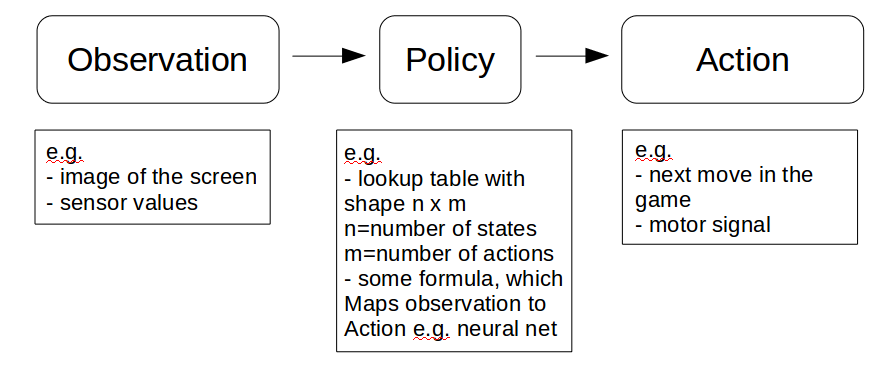 Observation
Policy
Action
e.g.
- image of the screen
- sensor values
e.g.
- lookup table with
shape n x m
n=number of states
m=number of actions
- some formula, which
Maps observation to
Action e.g. neural net
e.g.
- next move in the
game
- motor signal